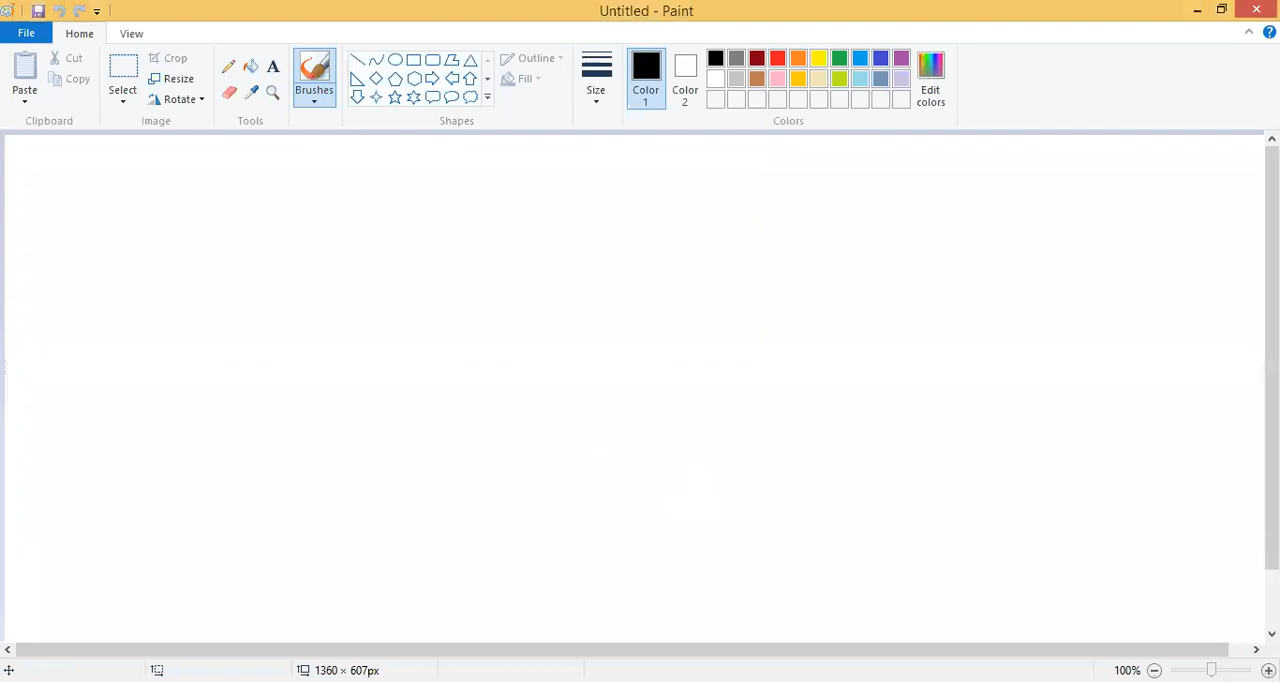 Untitled - Paint
File Home View
Paste Cut Copy Clipboard
Select Crop Resize Rotate Image
A Tools
Brushes
Outline Fill Shapes
Size
Color 1 Color 2 Edit colors Colors
1360 × 607px 100%